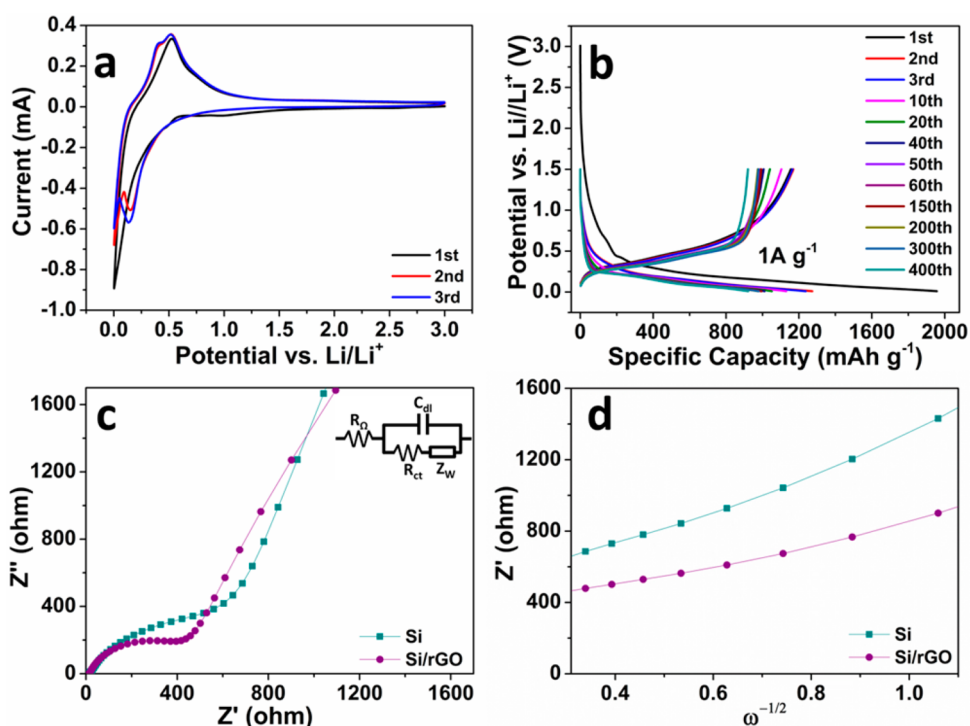 a
0.4
0.2
0.0
-0.2
-0.4
-0.6
-0.8
-1.0
Current (mA)
0.0 0.5 1.0 1.5 2.0 2.5 3.0
Potential vs. Li/Li⁺
1st
2nd
3rd
b
3.0
2.5
2.0
1.5
1.0
0.5
0.0
Potential vs. Li//Li⁺ (V)
0 400 800 1200 1600 2000
Specific Capacity (mAh g⁻¹)
1A g⁻¹
1st
2nd
3rd
10th
20th
40th
50th
60th
150th
200th
300th
400th
c
1600
1200
800
400
0
Z'' (ohm)
0 400 800 1200 1600
Z' (ohm)
C_dl
R_Ω
R_ct
Z_W
Si
Si/rGO
d
1600
1200
800
400
0
Z' (ohm)
0.4 0.6 0.8 1.0
ω⁻¹/²
Si
Si/rGO